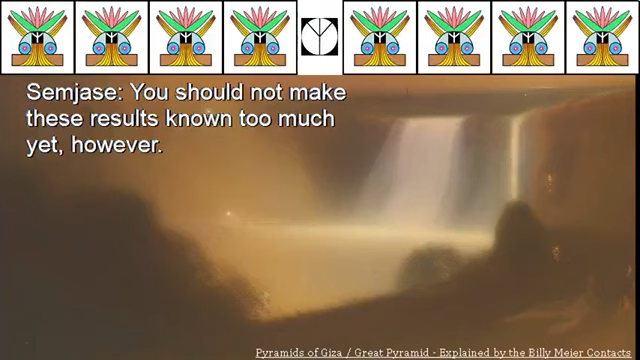 Semjase: You should not make
these results known too much
yet, however.
Pyramids of Giza / Great Pyramid - Explained by the Billy Meier Contacts